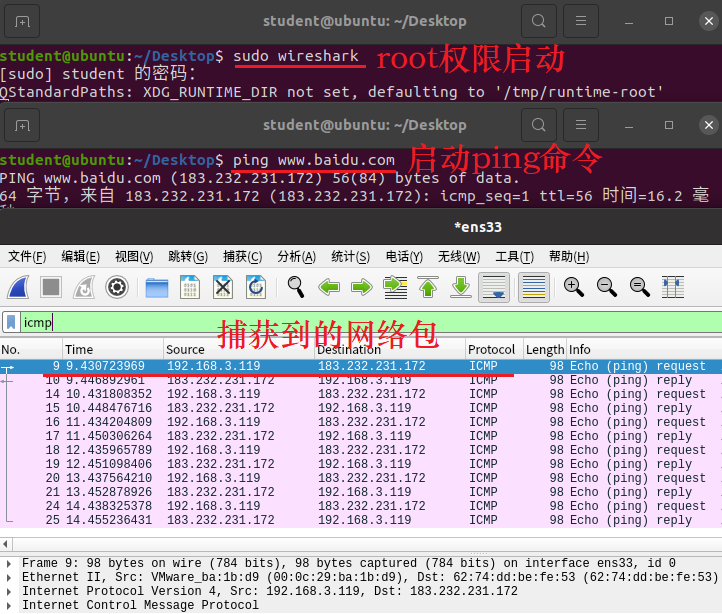 student@ubuntu: ~/Desktop
student@ubuntu:~/Desktop$ sudo wireshark root权限启动
[sudo] student 的密码：
QStandardPaths: XDG_RUNTIME_DIR not set, defaulting to '/tmp/runtime-root'
student@ubuntu: ~/Desktop
student@ubuntu:~/Desktop$ ping www.baidu.com 启动ping命令
PING www.baidu.com (183.232.231.172) 56(84) bytes of data.
64 字节，来自 183.232.231.172 (183.232.231.172): icmp_seq=1 ttl=56 时间=16.2 毫
*ens33
文件(F) 编辑(E) 视图(V) 跳转(G) 捕获(C) 分析(A) 统计(S) 电话(Y) 无线(W) 工具(T) 帮助(H)
icmp
捕获到的网络包
No. Time Source Destination Protocol Length Info
9 9.430723969 192.168.3.119 183.232.231.172 ICMP 98 Echo (ping) request
10 9.446892961 183.232.231.172 192.168.3.119 ICMP 98 Echo (ping) reply
14 10.431808352 192.168.3.119 183.232.231.172 ICMP 98 Echo (ping) request
15 10.448476716 183.232.231.172 192.168.3.119 ICMP 98 Echo (ping) reply
16 11.434204809 192.168.3.119 183.232.231.172 ICMP 98 Echo (ping) request
17 11.450306264 183.232.231.172 192.168.3.119 ICMP 98 Echo (ping) reply
18 12.435965789 192.168.3.119 183.232.231.172 ICMP 98 Echo (ping) request
19 12.451098406 183.232.231.172 192.168.3.119 ICMP 98 Echo (ping) reply
20 13.437564210 192.168.3.119 183.232.231.172 ICMP 98 Echo (ping) request
21 13.452878926 183.232.231.172 192.168.3.119 ICMP 98 Echo (ping) reply
24 14.438325378 192.168.3.119 183.232.231.172 ICMP 98 Echo (ping) request
25 14.455236431 183.232.231.172 192.168.3.119 ICMP 98 Echo (ping) reply
Frame 9: 98 bytes on wire (784 bits), 98 bytes captured (784 bits) on interface ens33, id 0
Ethernet II, Src: VMware_ba:1b:d9 (00:0c:29:ba:1b:d9), Dst: 62:74:dd:be:fe:53 (62:74:dd:be:fe:53)
Internet Protocol Version 4, Src: 192.168.3.119, Dst: 183.232.231.172
Internet Control Message Protocol